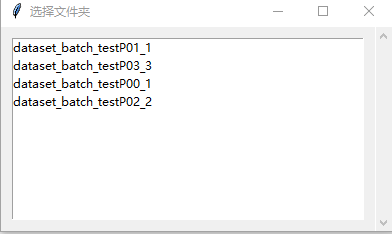 选择文件夹
dataset_batch_testP01_1
dataset_batch_testP03_3
dataset_batch_testP00_1
dataset_batch_testP02_2